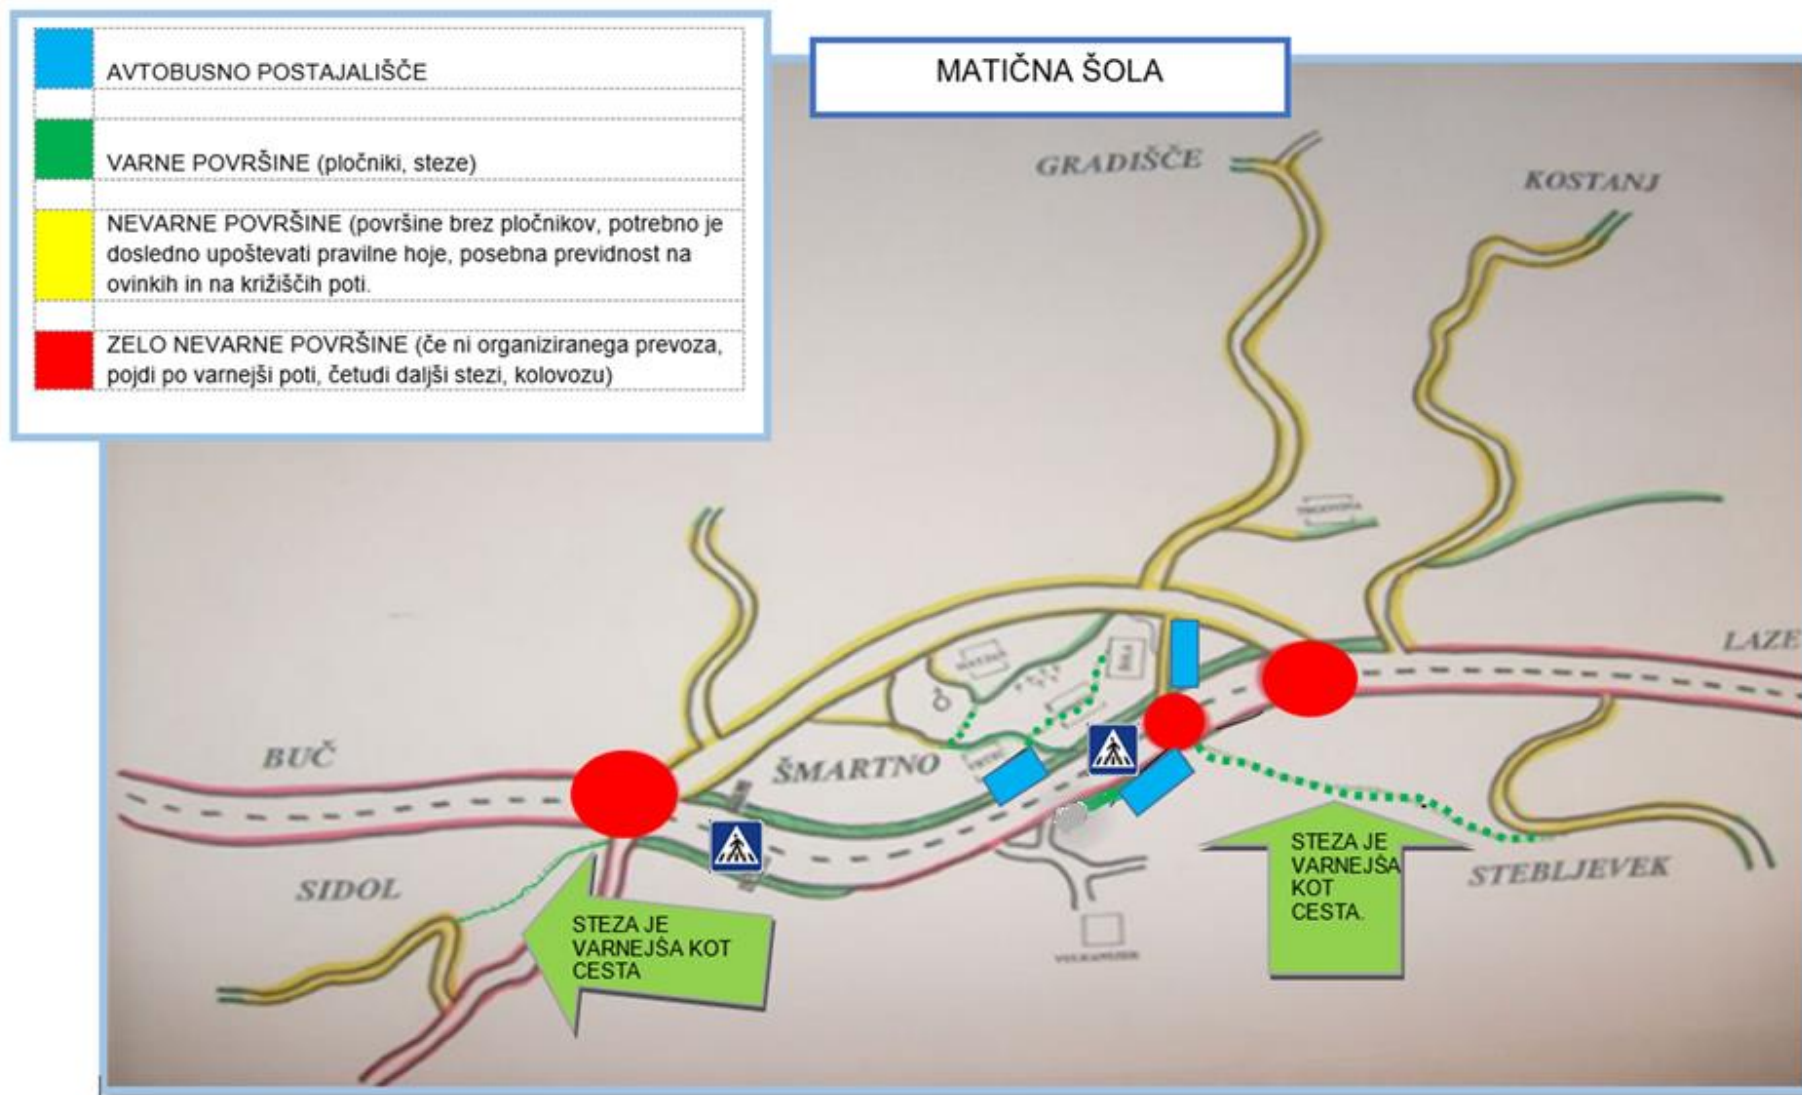 AVTOBUSNO POSTAJALIŠČE
VARNE POVRŠINE (pločniki, steze)
NEVARNE POVRŠINE (površine brez pločnikov, potrebno je
dosledno upoštevati pravilne hoje, posebna previdnost na
ovinkih in na križiščih poti.
ZELO NEVARNE POVRŠINE (če ni organiziranega prevoza,
pojdi po varnejši poti, četudi daljši stezi, kolovozu)
MATIČNA ŠOLA
GRADIŠČE
KOSTANJ
TRGOVINA
LAZE
ŠOLA
BUČ
ŠMARTNO
VRTEC
SIDOL
STEBLJEVEK
STEZA JE
VARNEJŠA KOT
CESTA
STEZA JE
VARNEJŠA
KOT
CESTA.